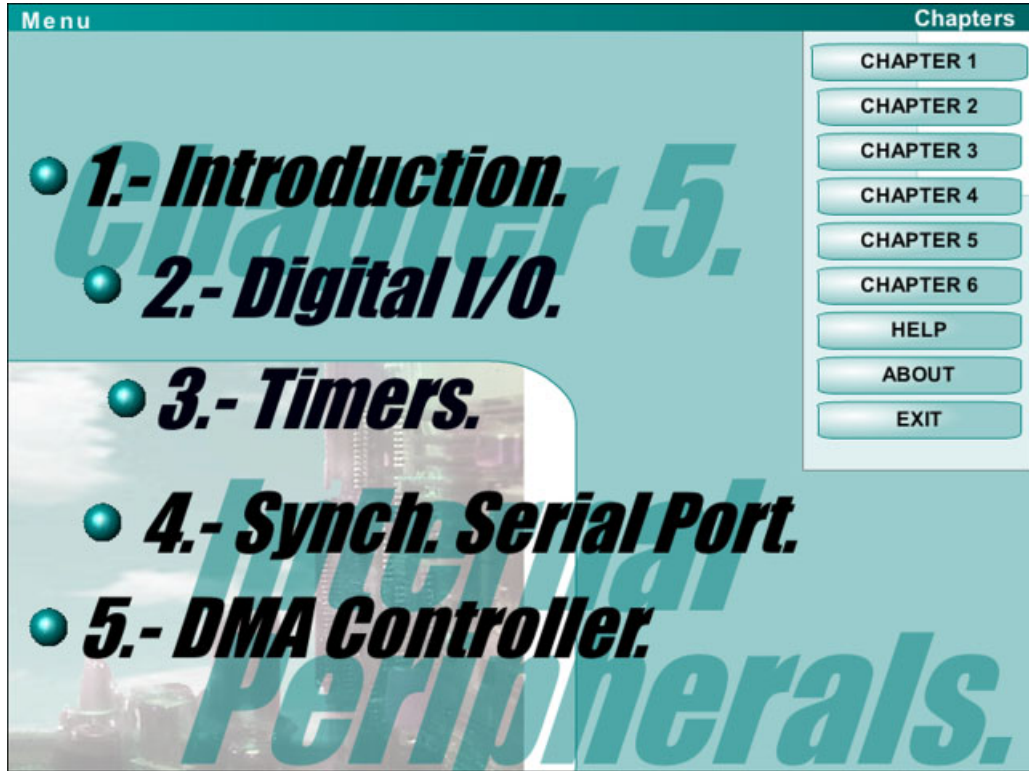 Menu
Chapters
Chapter 5.
1.- Introduction.
2.- Digital I/O.
3.- Timers.
4.- Synch. Serial Port.
5.- DMA Controller.
Internal
Peripherals.
CHAPTER 1
CHAPTER 2
CHAPTER 3
CHAPTER 4
CHAPTER 5
CHAPTER 6
HELP
ABOUT
EXIT